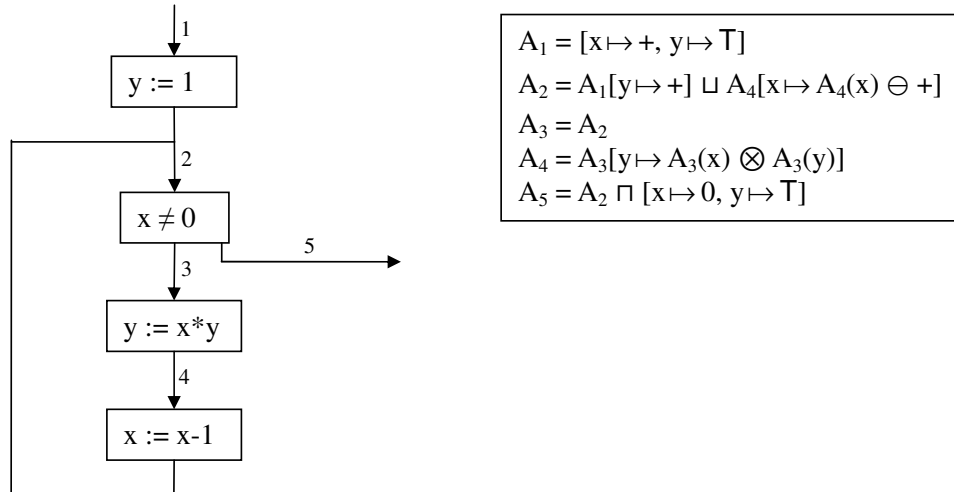 1
y := 1
2
x ≠ 0
5
3
y := x*y
4
x := x-1
A₁ = [x ↦ +, y ↦ T]
A₂ = A₁[y ↦ +] ⊔ A₄[x ↦ A₄(x) ⊖ +]
A₃ = A₂
A₄ = A₃[y ↦ A₃(x) ⊗ A₃(y)]
A₅ = A₂ ⊓ [x ↦ 0, y ↦ T]